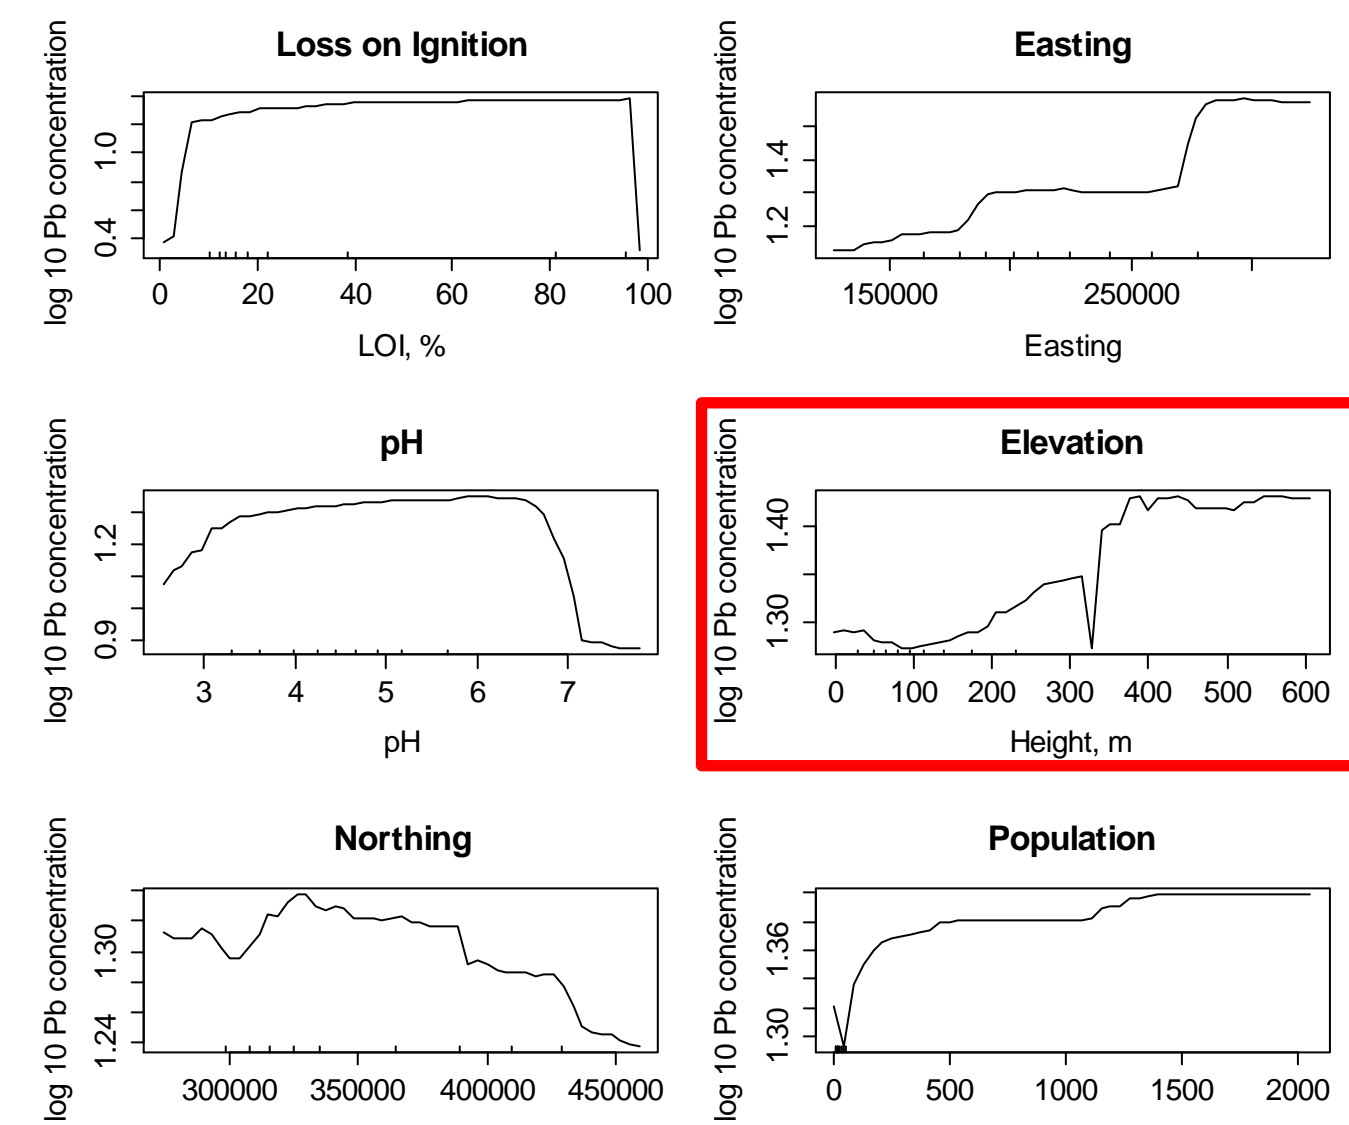 Loss on Ignition
log 10 Pb concentration
0.4 1.0
0 20 40 60 80 100
LOI, %
Easting
log 10 Pb concentration
1.2 1.4
150000 250000
Easting
pH
log 10 Pb concentration
0.9 1.2
3 4 5 6 7
pH
Elevation
log 10 Pb concentration
1.30 1.40
0 100 200 300 400 500 600
Height, m
Northing
log 10 Pb concentration
1.24 1.30
300000 350000 400000 450000
Population
log 10 Pb concentration
1.30 1.36
0 500 1000 1500 2000